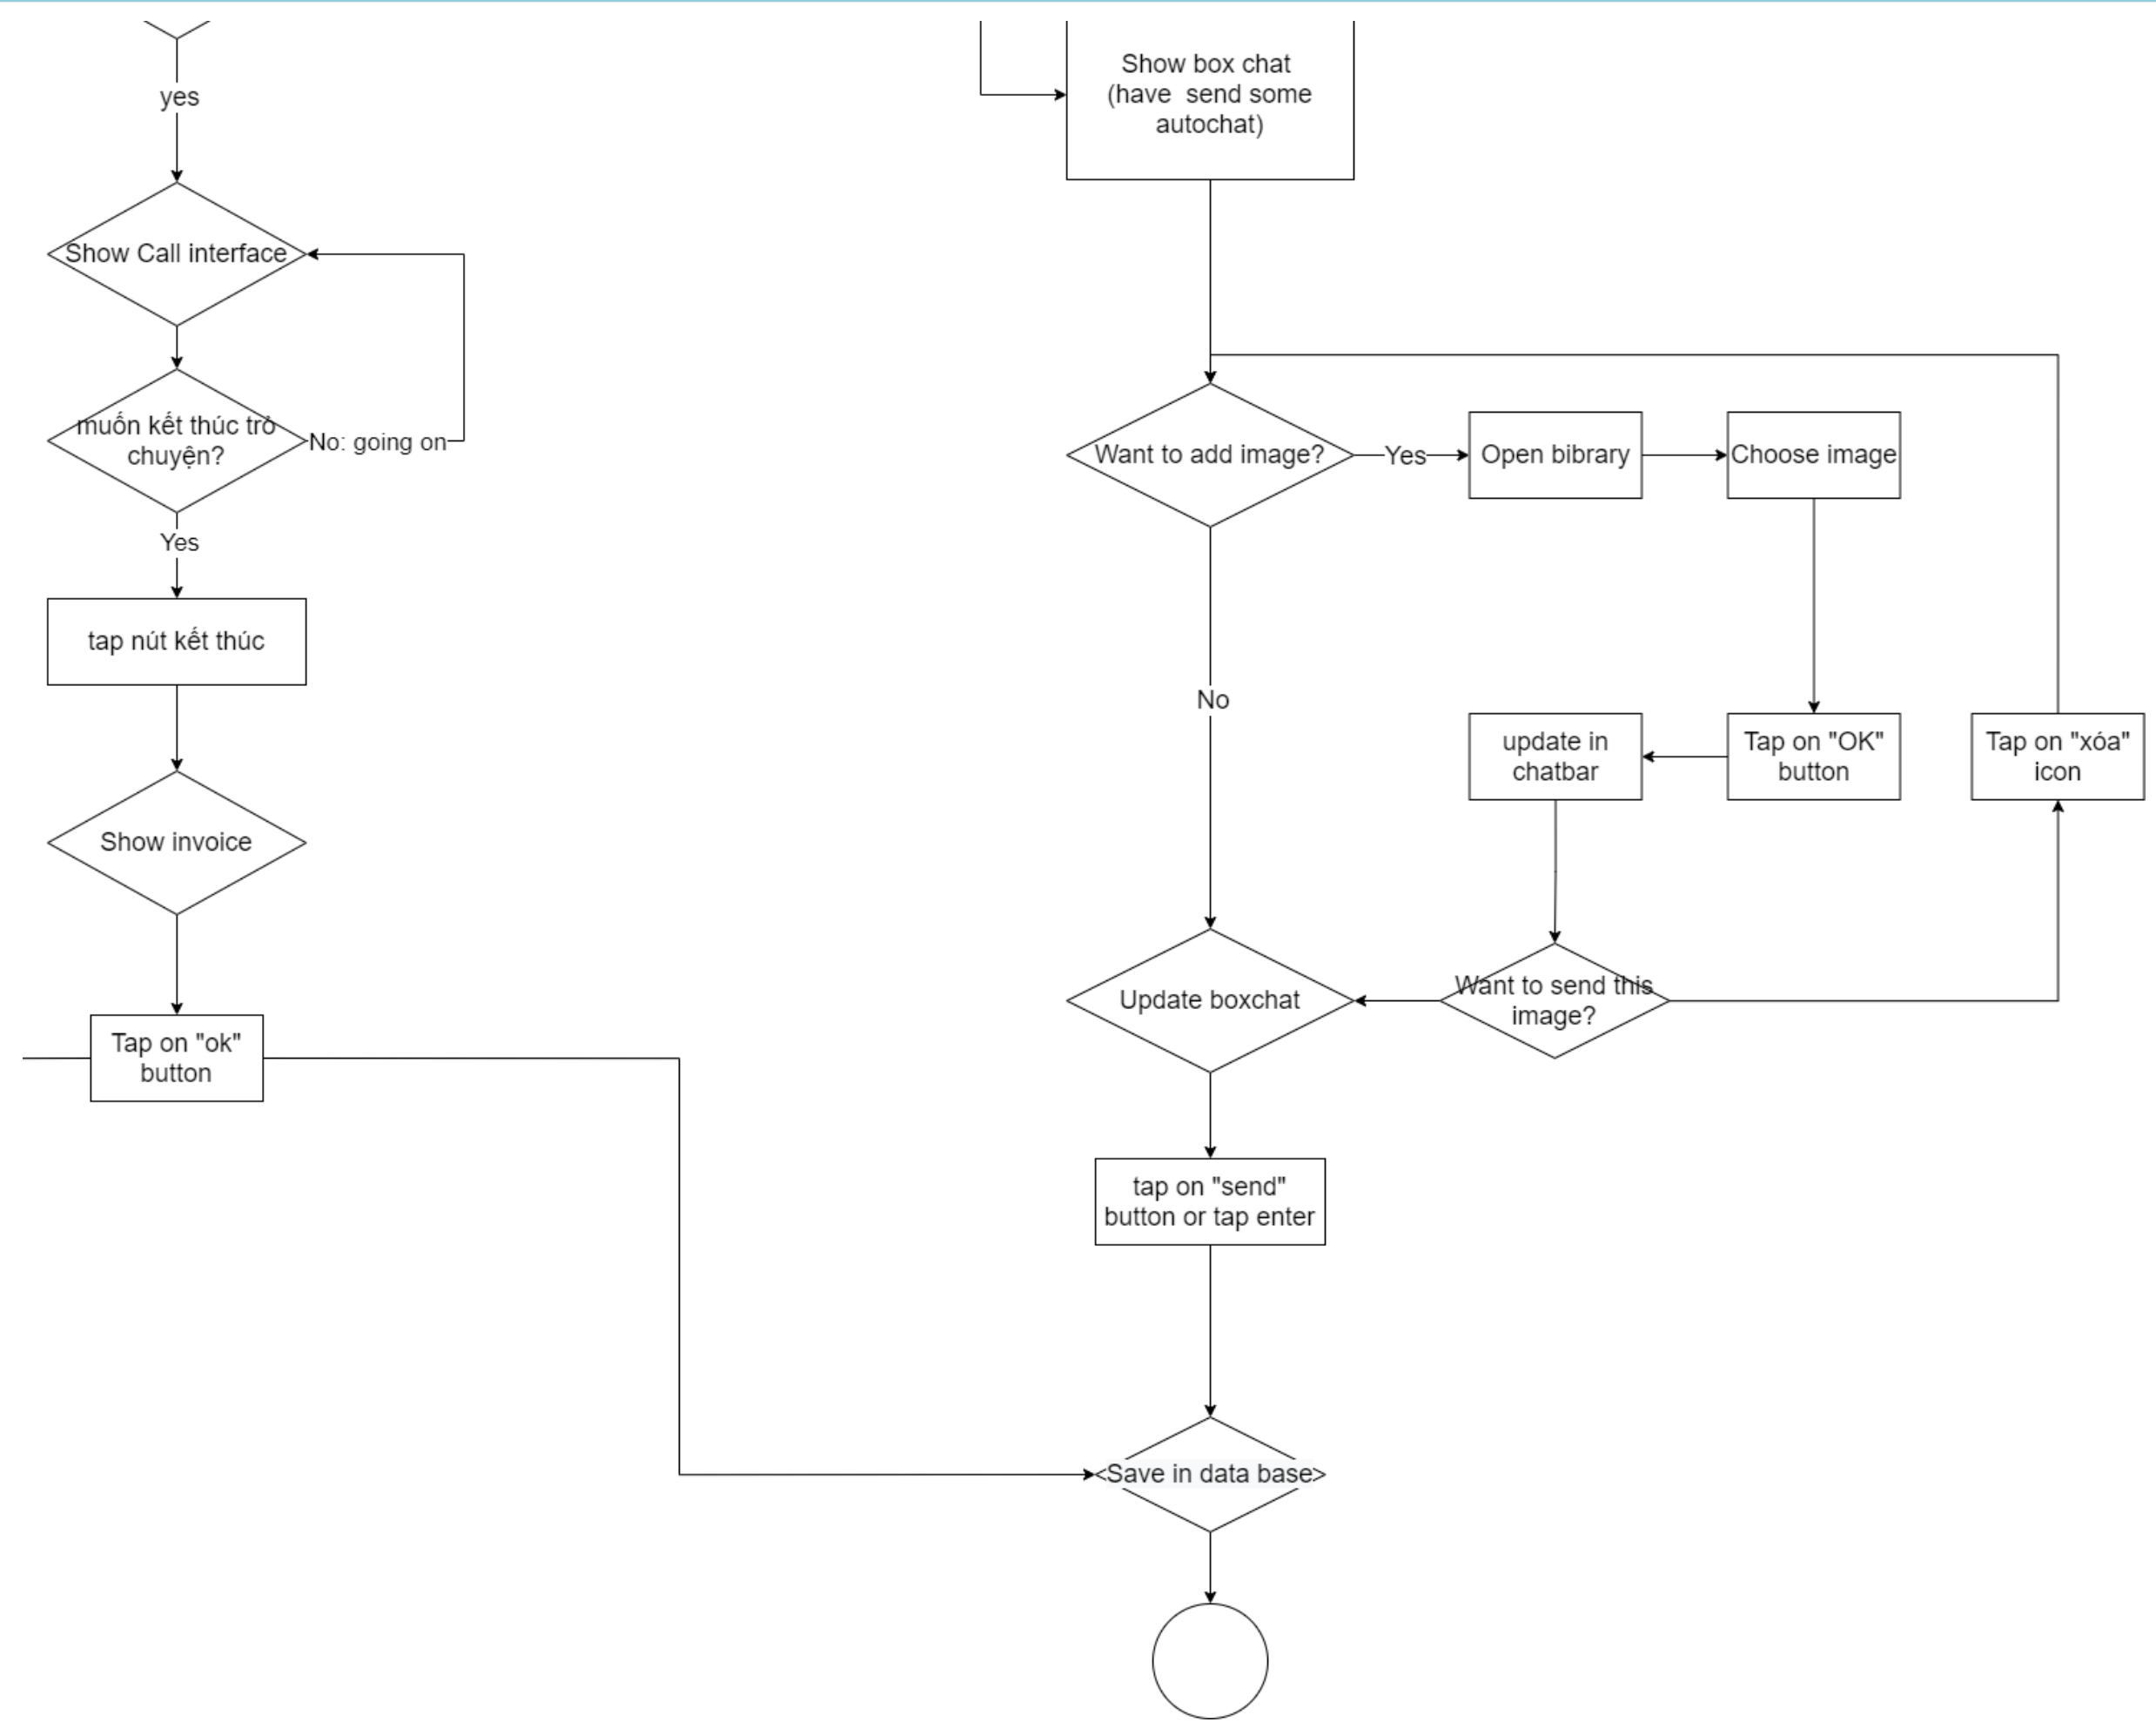 yes
Show Call interface
muốn kết thúc trò
chuyện?
No: going on
Yes
tap nút kết thúc
Show invoice
Tap on "ok"
button
Show box chat
(have  send some
autochat)
Want to add image?
Yes
Open bibrary
Choose image
No
update in
chatbar
Tap on "OK"
button
Tap on "xóa"
icon
Update boxchat
Want to send this
image?
tap on "send"
button or tap enter
<Save in data base>